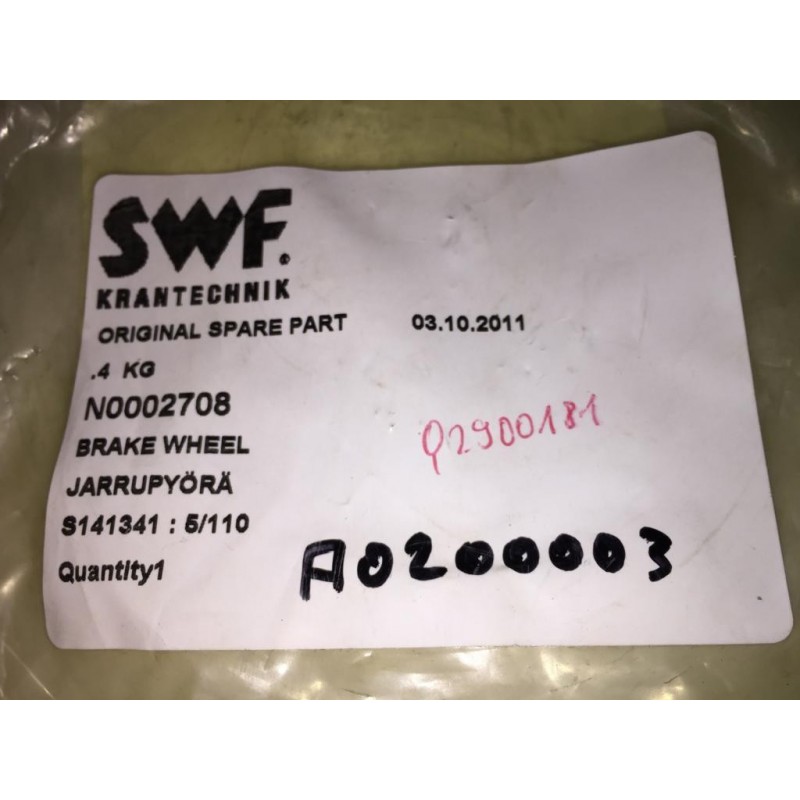 SWF.
KRANTECHNIK
ORIGINAL SPARE PART 03.10.2011
.4 KG
N0002708
BRAKE WHEEL
Q2900181
JARRUPYÖRÄ
S141341 : 5/110
Quantity1
A0200003